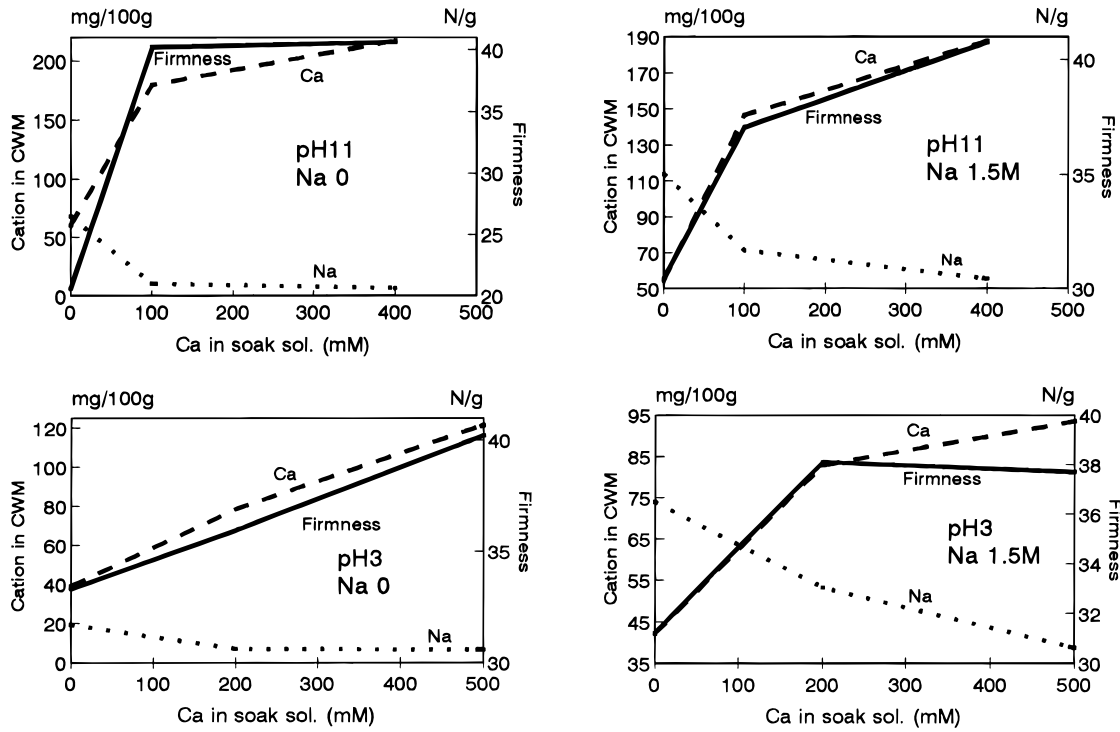 mg/100g N/g
200
150
100
50
0
Cation in CWM
Firmness
Ca
pH11
Na 0
Na
40
35
30
25
20
Firmness
0 100 200 300 400 500
Ca in soak sol. (mM)
mg/100g N/g
190
170
150
130
110
90
70
50
Cation in CWM
Ca
Firmness
pH11
Na 1.5M
Na
40
35
30
Firmness
0 100 200 300 400 500
Ca in soak sol. (mM)
mg/100g N/g
120
100
80
60
40
20
0
Cation in CWM
Ca
Firmness
pH3
Na 0
Na
40
35
30
Firmness
0 100 200 300 400 500
Ca in soak sol. (mM)
mg/100g N/g
95
85
75
65
55
45
35
Cation in CWM
Ca
Firmness
pH3
Na 1.5M
Na
40
38
36
34
32
30
Firmness
0 100 200 300 400 500
Ca in soak sol. (mM)